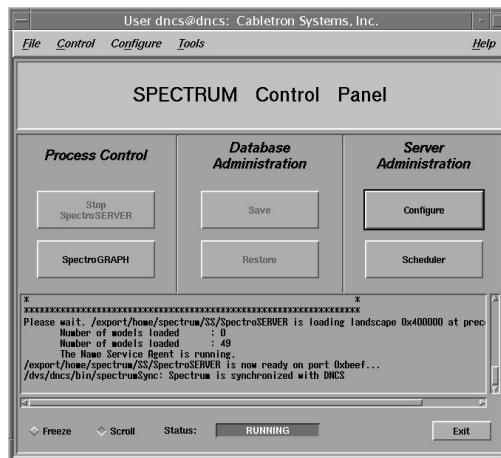 User dncs@dncs: Cabletron Systems, Inc.
File Control Configure Tools Help
SPECTRUM Control Panel
Process Control
Database Administration
Server Administration
Stop SpectroSERVER
Save
Configure
SpectroGRAPH
Restore
Scheduler
* *
********************************************************************
Please wait. /export/home/spectrum/SS/SpectroSERVER is loading landscape 0x400000 at prec
Number of models loaded : 0
Number of models loaded : 49
The Name Service Agent is running.
/export/home/spectrum/SS/SpectroSERVER is now ready on port 0xbeef...
/dvs/dncs/bin/spectrumSync: Spectrum is synchronized with DNCS
Freeze Scroll Status: RUNNING Exit